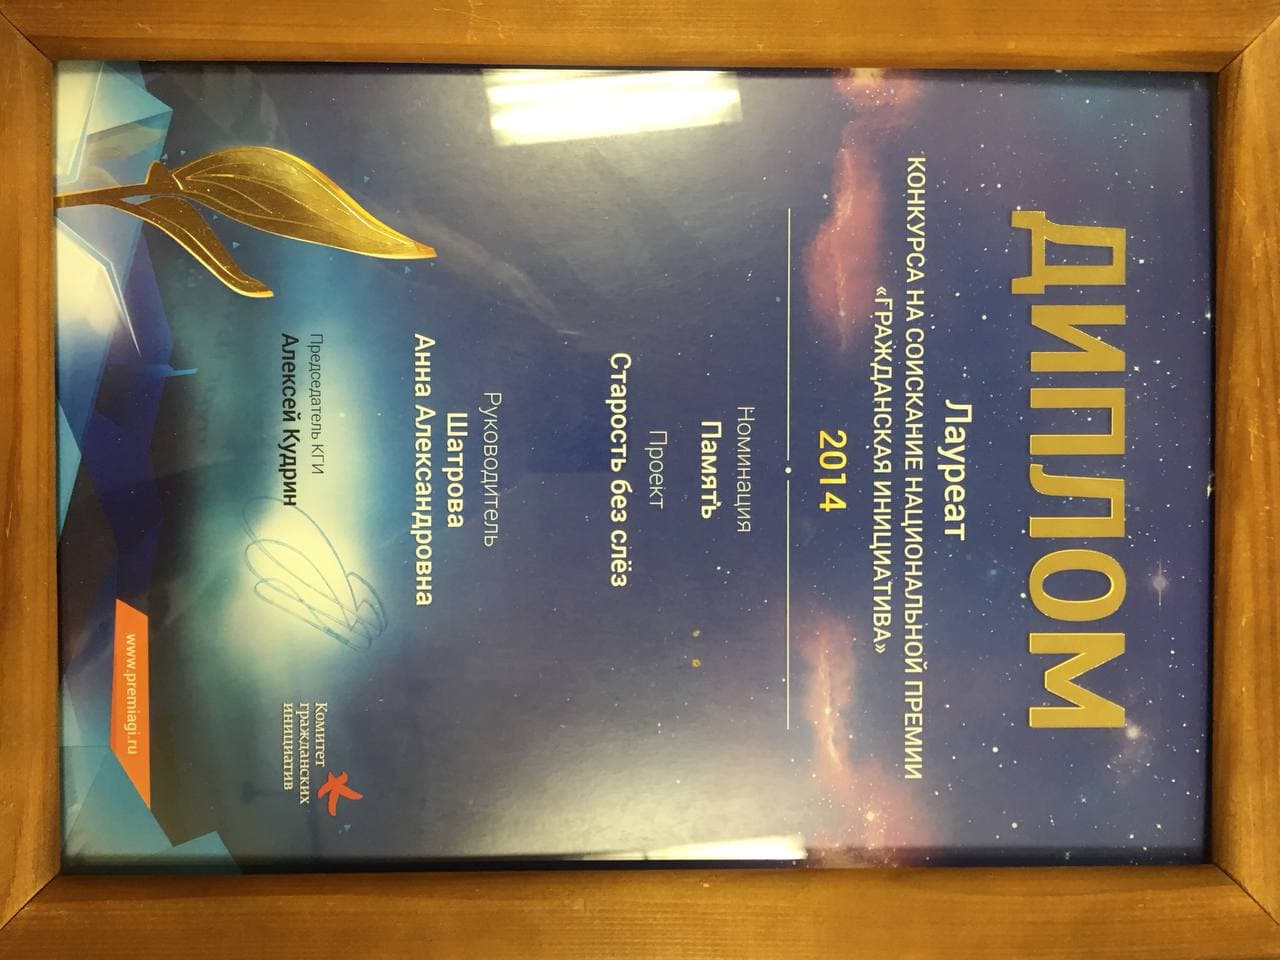 ДИПЛОМ
Лауреат
КОНКУРСА НА СОИСКАНИЕ НАЦИОНАЛЬНОЙ ПРЕМИИ
«ГРАЖДАНСКАЯ ИНИЦИАТИВА»
2014
Номинация
Память
Проект
Старость без слёз
Руководитель
Шатрова
Анна Александровна
Председатель КГИ
Алексей Кудрин
Комитет
гражданских
инициатив
www.premiagi.ru